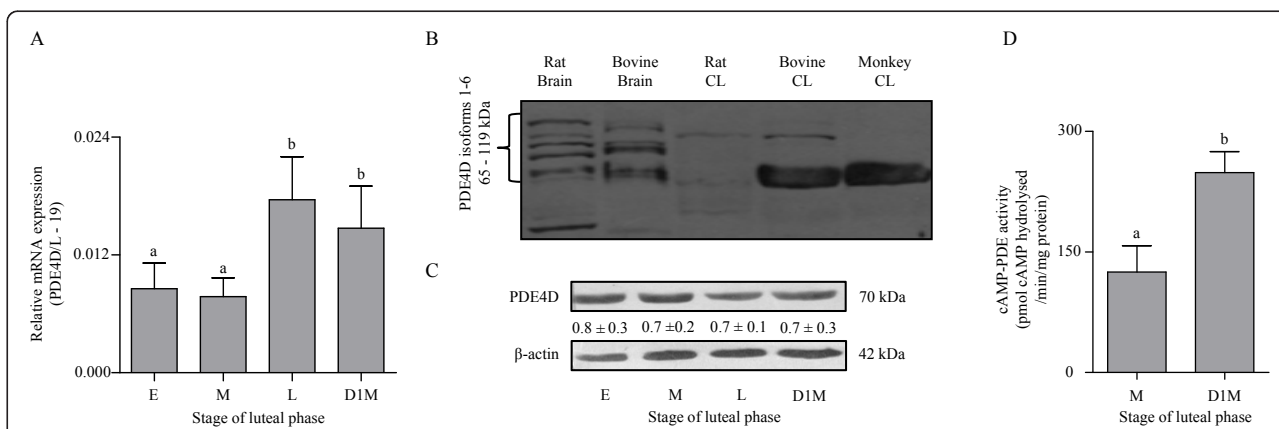 A
Relative mRNA expression
(PDE4D/L - 19)
0.024
0.012
0.000
a
a
b
b
E M L D1M
Stage of luteal phase
B
PDE4D isoforms 1-6
65 - 119 kDa
Rat Brain
Bovine Brain
Rat CL
Bovine CL
Monkey CL
C
PDE4D
70 kDa
0.8 ± 0.3 0.7 ±0.2 0.7 ± 0.1 0.7 ± 0.3
β-actin
42 kDa
E M L D1M
Stage of luteal phase
D
cAMP-PDE activity
(pmol cAMP hydrolysed
/min/mg protein)
300
150
0
a
b
M D1M
Stage of luteal phase